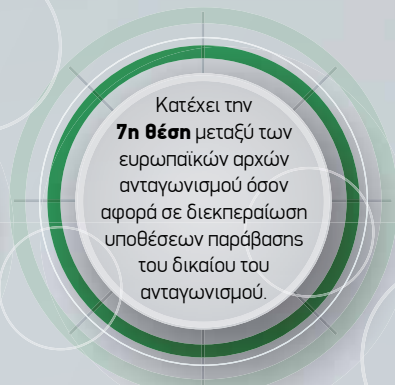 Κατέχει την
7η θέση μεταξύ των
ευρωπαϊκών αρχών
ανταγωνισμού όσον
αφορά σε διεκπεραίωση
υποθέσεων παράβασης
του δικαίου του
ανταγωνισμού.